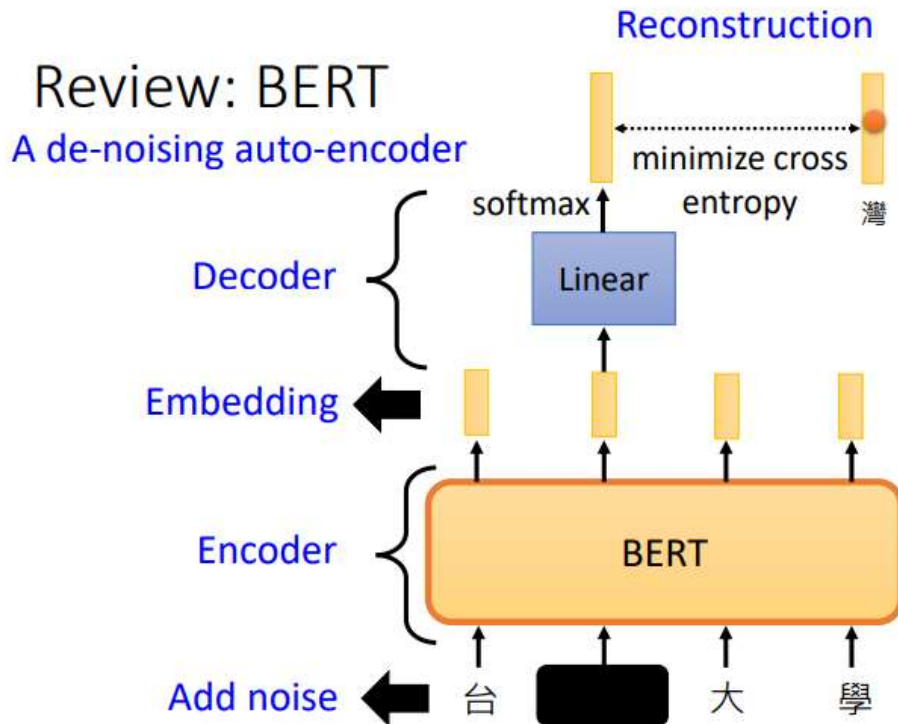 Reconstruction
Review: BERT
A de-noising auto-encoder
minimize cross
entropy
softmax
灣
Decoder
Linear
Embedding
Encoder
BERT
Add noise
台 大 學